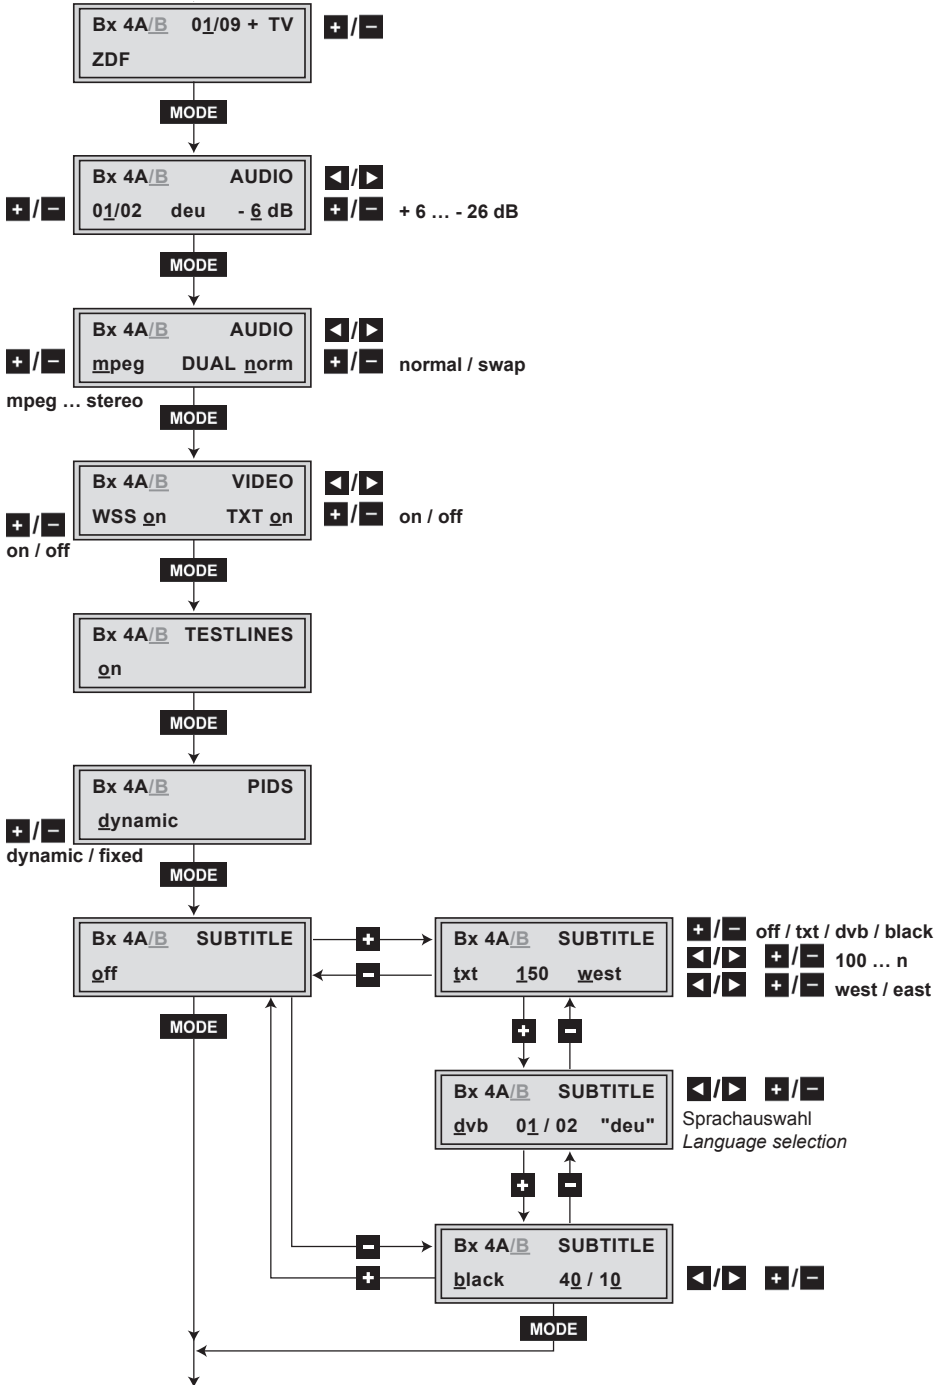 Bx 4A/B 01/09 + TV
+/−
ZDF
MODE
Bx 4A/B AUDIO
◄/►
+/−
01/02 deu - 6 dB
+/− + 6 … - 26 dB
MODE
Bx 4A/B AUDIO
◄/►
+/−
mpeg DUAL norm
+/− normal / swap
mpeg … stereo
MODE
Bx 4A/B VIDEO
◄/►
+/−
WSS on TXT on
+/− on / off
on / off
MODE
Bx 4A/B TESTLINES
on
MODE
Bx 4A/B PIDS
dynamic
+/−
dynamic / fixed
MODE
Bx 4A/B SUBTITLE
off
+
−
Bx 4A/B SUBTITLE
txt 150 west
+/− off / txt / dvb / black
◄/► +/− 100 … n
◄/► +/− west / east
MODE
+ −
Bx 4A/B SUBTITLE
dvb 01 / 02 "deu"
◄/► +/−
Sprachauswahl
Language selection
+ −
−
+
Bx 4A/B SUBTITLE
black 40 / 10
◄/► +/−
MODE